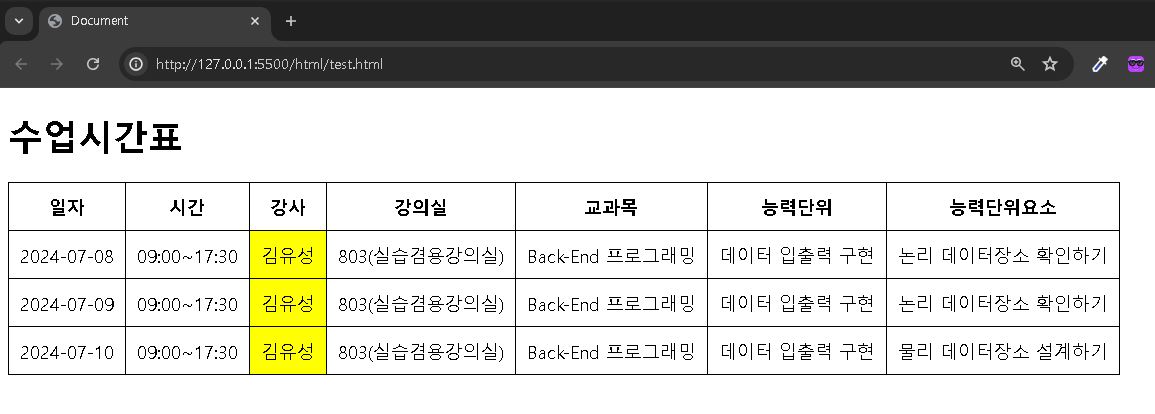 Document
http://127.0.0.1:5500/html/test.html
수업시간표
일자 시간 강사 강의실 교과목 능력단위 능력단위요소
2024-07-08 09:00~17:30 김유성 803(실습겸용강의실) Back-End 프로그래밍 데이터 입출력 구현 논리 데이터장소 확인하기
2024-07-09 09:00~17:30 김유성 803(실습겸용강의실) Back-End 프로그래밍 데이터 입출력 구현 논리 데이터장소 확인하기
2024-07-10 09:00~17:30 김유성 803(실습겸용강의실) Back-End 프로그래밍 데이터 입출력 구현 물리 데이터장소 설계하기